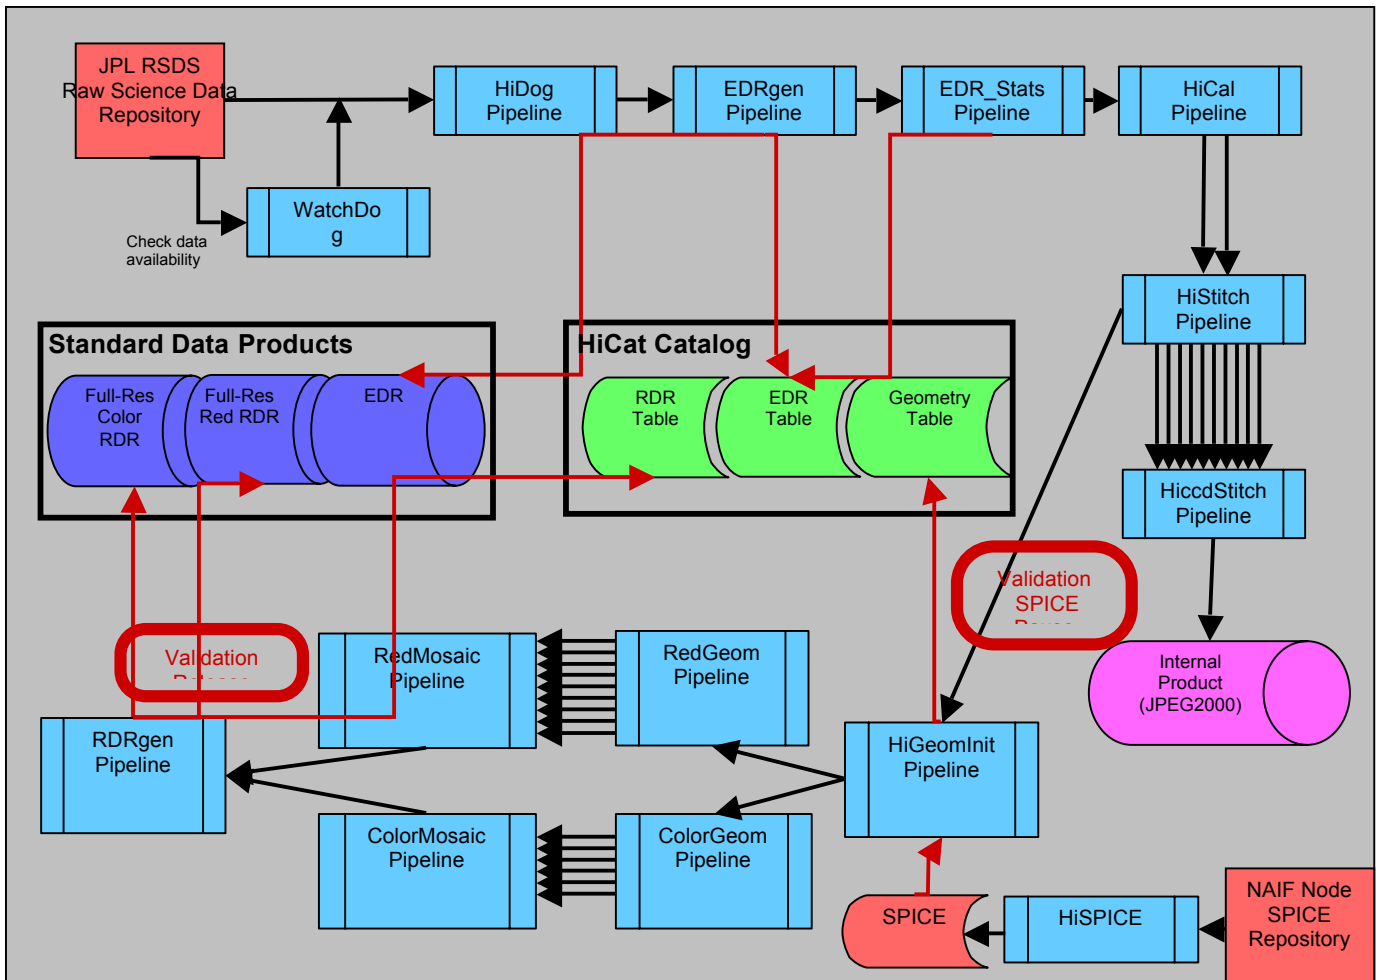 JPL RSDS
Raw Science Data
Repository
HiDog
Pipeline
EDRgen
Pipeline
EDR_Stats
Pipeline
HiCal
Pipeline
WatchDo
g
Check data
availability
HiStitch
Pipeline
Standard Data Products
Full-Res
Color
RDR
Full-Res
Red RDR
EDR
HiCat Catalog
RDR
Table
EDR
Table
Geometry
Table
HiccdStitch
Pipeline
Validation
SPICE
Validation
RedMosaic
Pipeline
RedGeom
Pipeline
Internal
Product
(JPEG2000)
RDRgen
Pipeline
HiGeomInit
Pipeline
ColorMosaic
Pipeline
ColorGeom
Pipeline
SPICE
HiSPICE
NAIF Node
SPICE
Repository